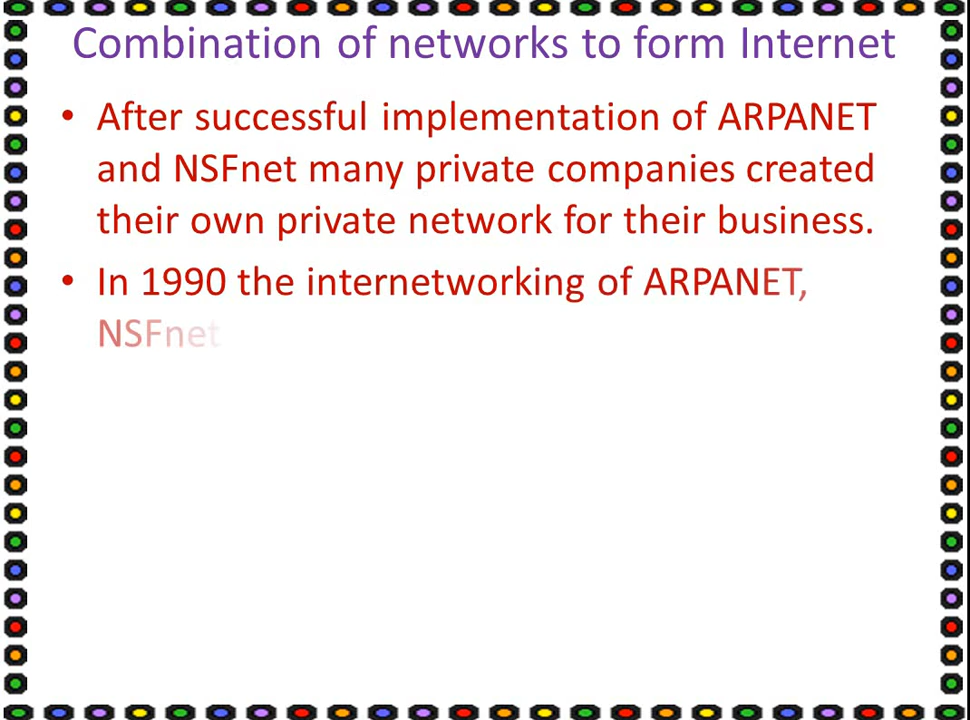 Combination of networks to form Internet
• After successful implementation of ARPANET
and NSFnet many private companies created
their own private network for their business.
• In 1990 the internetworking of ARPANET,
NSFnet